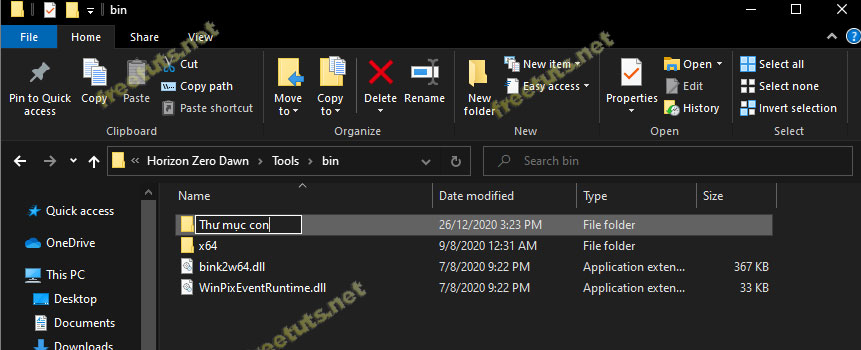 bin
File Home Share View
Pin to Quick access
Copy
Paste
Cut
Copy path
Paste shortcut
Clipboard
Move to
Copy to
Delete
Rename
Organize
New folder
New item
Easy access
New
Properties
Open
Edit
History
Open
Select all
Select none
Invert selection
Select
« Horizon Zero Dawn › Tools › bin
Search bin
Name Date modified Type Size
Quick access
OneDrive
This PC
Desktop
Documents
Downloads
Thư mục con 26/12/2020 3:23 PM File folder
x64 9/8/2020 12:31 AM File folder
bink2w64.dll 7/8/2020 9:22 PM Application exten... 367 KB
WinPixEventRuntime.dll 7/8/2020 9:22 PM Application exten... 33 KB
freetuts.net
freetuts.net
freetuts.net